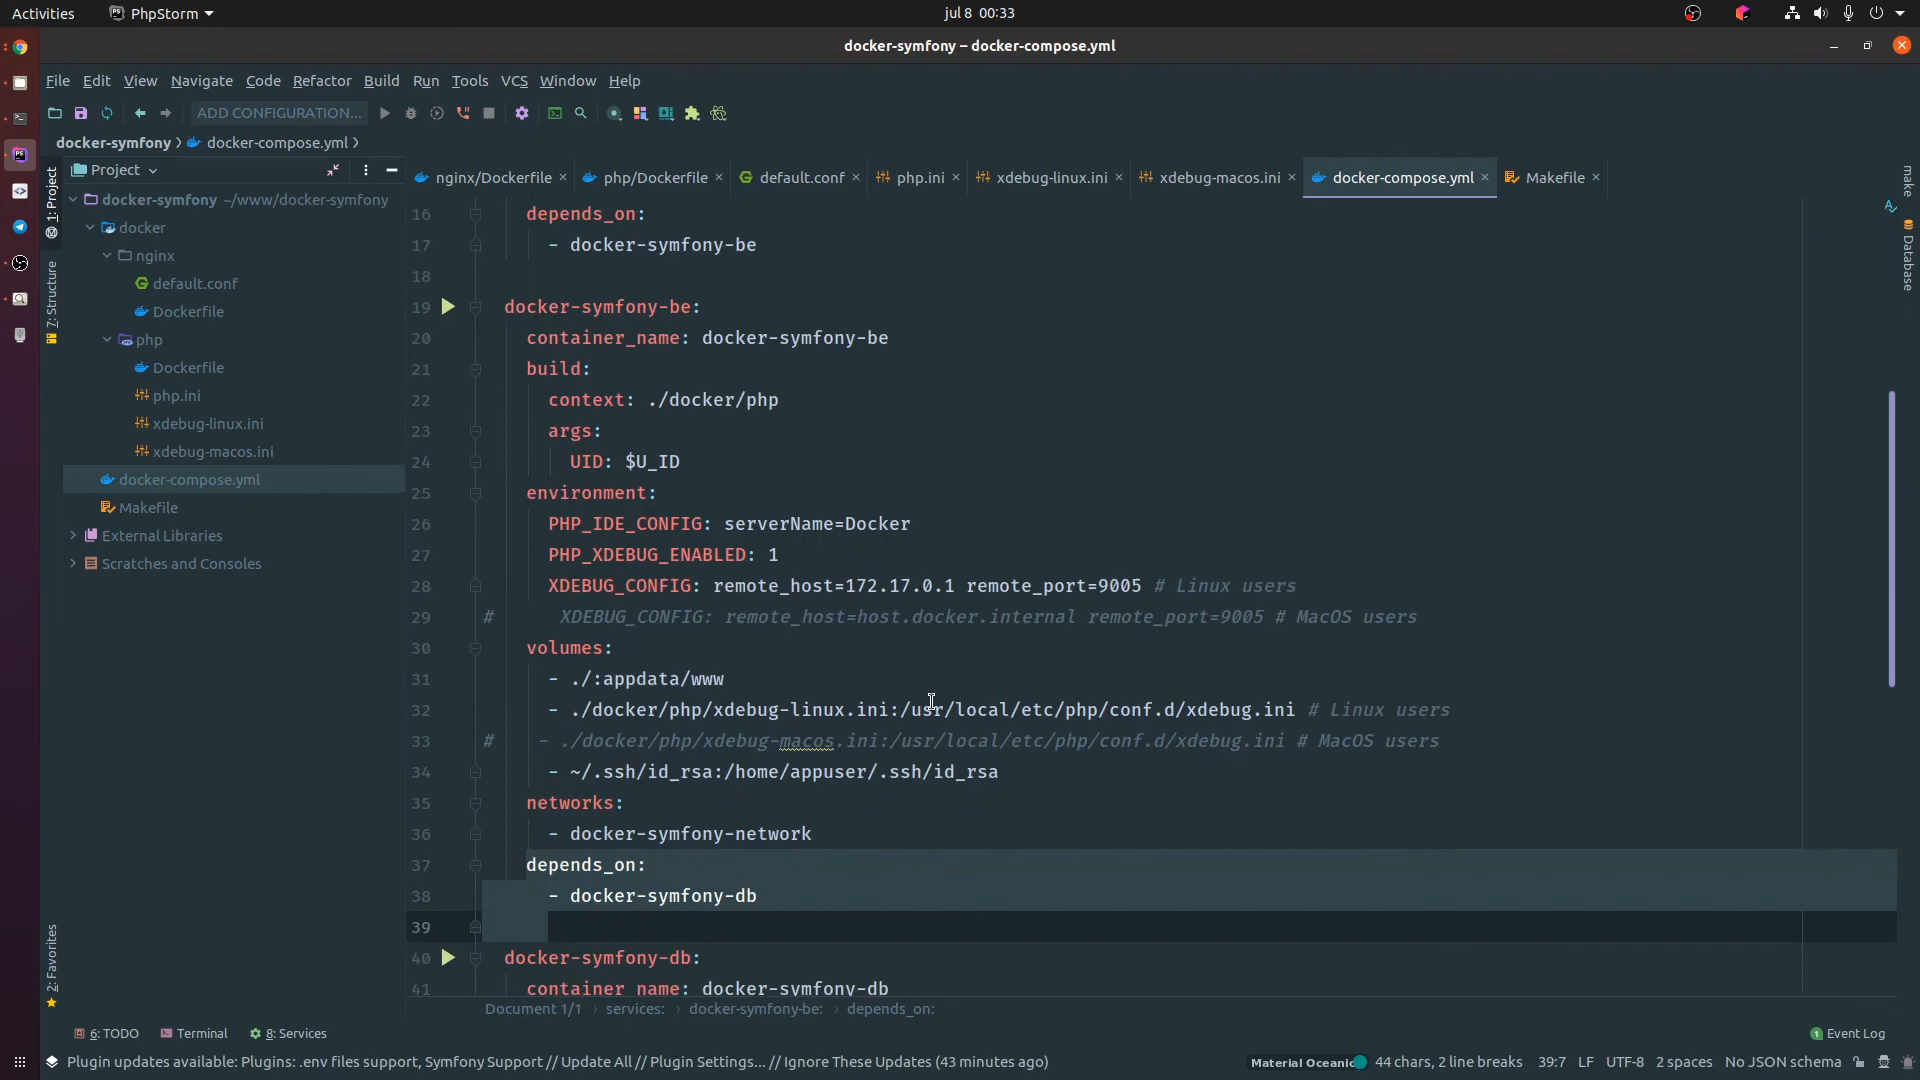 Activities PhpStorm jul 8 00:33
docker-symfony – docker-compose.yml
File Edit View Navigate Code Refactor Build Run Tools VCS Window Help
ADD CONFIGURATION...
docker-symfony docker-compose.yml
Project
nginx/Dockerfile php/Dockerfile default.conf php.ini xdebug-linux.ini xdebug-macos.ini docker-compose.yml Makefile
docker-symfony ~/www/docker-symfony
docker
nginx
default.conf
Dockerfile
php
Dockerfile
php.ini
xdebug-linux.ini
xdebug-macos.ini
docker-compose.yml
Makefile
External Libraries
Scratches and Consoles
1: Project
7: Structure
2: Favorites
make
Database
16 depends_on:
17 - docker-symfony-be
18
19 docker-symfony-be:
20 container_name: docker-symfony-be
21 build:
22 context: ./docker/php
23 args:
24 UID: $U_ID
25 environment:
26 PHP_IDE_CONFIG: serverName=Docker
27 PHP_XDEBUG_ENABLED: 1
28 XDEBUG_CONFIG: remote_host=172.17.0.1 remote_port=9005 # Linux users
29 # XDEBUG_CONFIG: remote_host=host.docker.internal remote_port=9005 # MacOS users
30 volumes:
31 - ./:appdata/www
32 - ./docker/php/xdebug-linux.ini:/usr/local/etc/php/conf.d/xdebug.ini # Linux users
33 # - ./docker/php/xdebug-macos.ini:/usr/local/etc/php/conf.d/xdebug.ini # MacOS users
34 - ~/.ssh/id_rsa:/home/appuser/.ssh/id_rsa
35 networks:
36 - docker-symfony-network
37 depends_on:
38 - docker-symfony-db
39
40 docker-symfony-db:
41 container_name: docker-symfony-db
Document 1/1 services: docker-symfony-be: depends_on:
6: TODO Terminal 8: Services 1 Event Log
Plugin updates available: Plugins: .env files support, Symfony Support // Update All // Plugin Settings... // Ignore These Updates (43 minutes ago) Material Oceanic 44 chars, 2 line breaks 39:7 LF UTF-8 2 spaces No JSON schema